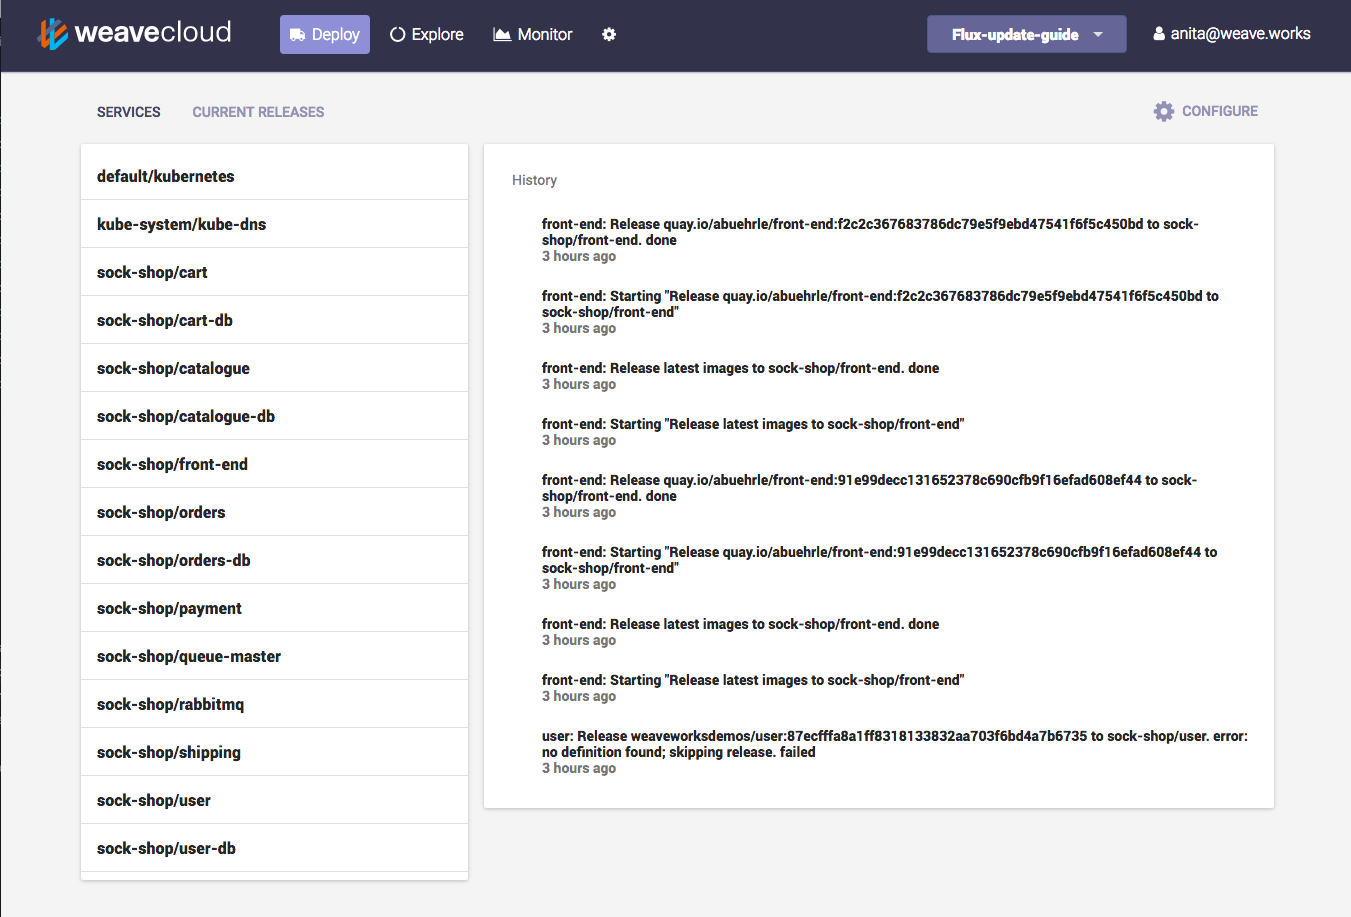 weavecloud
Deploy
Explore
Monitor
Flux-update-guide
anita@weave.works
SERVICES
CURRENT RELEASES
CONFIGURE
default/kubernetes
kube-system/kube-dns
sock-shop/cart
sock-shop/cart-db
sock-shop/catalogue
sock-shop/catalogue-db
sock-shop/front-end
sock-shop/orders
sock-shop/orders-db
sock-shop/payment
sock-shop/queue-master
sock-shop/rabbitmq
sock-shop/shipping
sock-shop/user
sock-shop/user-db
History
front-end: Release quay.io/abuehrle/front-end:f2c2c367683786dc79e5f9ebd47541f6f5c450bd to sock-
shop/front-end. done
3 hours ago
front-end: Starting "Release quay.io/abuehrle/front-end:f2c2c367683786dc79e5f9ebd47541f6f5c450bd to
sock-shop/front-end"
3 hours ago
front-end: Release latest images to sock-shop/front-end. done
3 hours ago
front-end: Starting "Release latest images to sock-shop/front-end"
3 hours ago
front-end: Release quay.io/abuehrle/front-end:91e99decc131652378c690cfb9f16efad608ef44 to sock-
shop/front-end. done
3 hours ago
front-end: Starting "Release quay.io/abuehrle/front-end:91e99decc131652378c690cfb9f16efad608ef44 to
sock-shop/front-end"
3 hours ago
front-end: Release latest images to sock-shop/front-end. done
3 hours ago
front-end: Starting "Release latest images to sock-shop/front-end"
3 hours ago
user: Release weaveworksdemos/user:87ecfffa8a1ff8318133832aa703f6bd4a7b6735 to sock-shop/user. error:
no definition found; skipping release. failed
3 hours ago